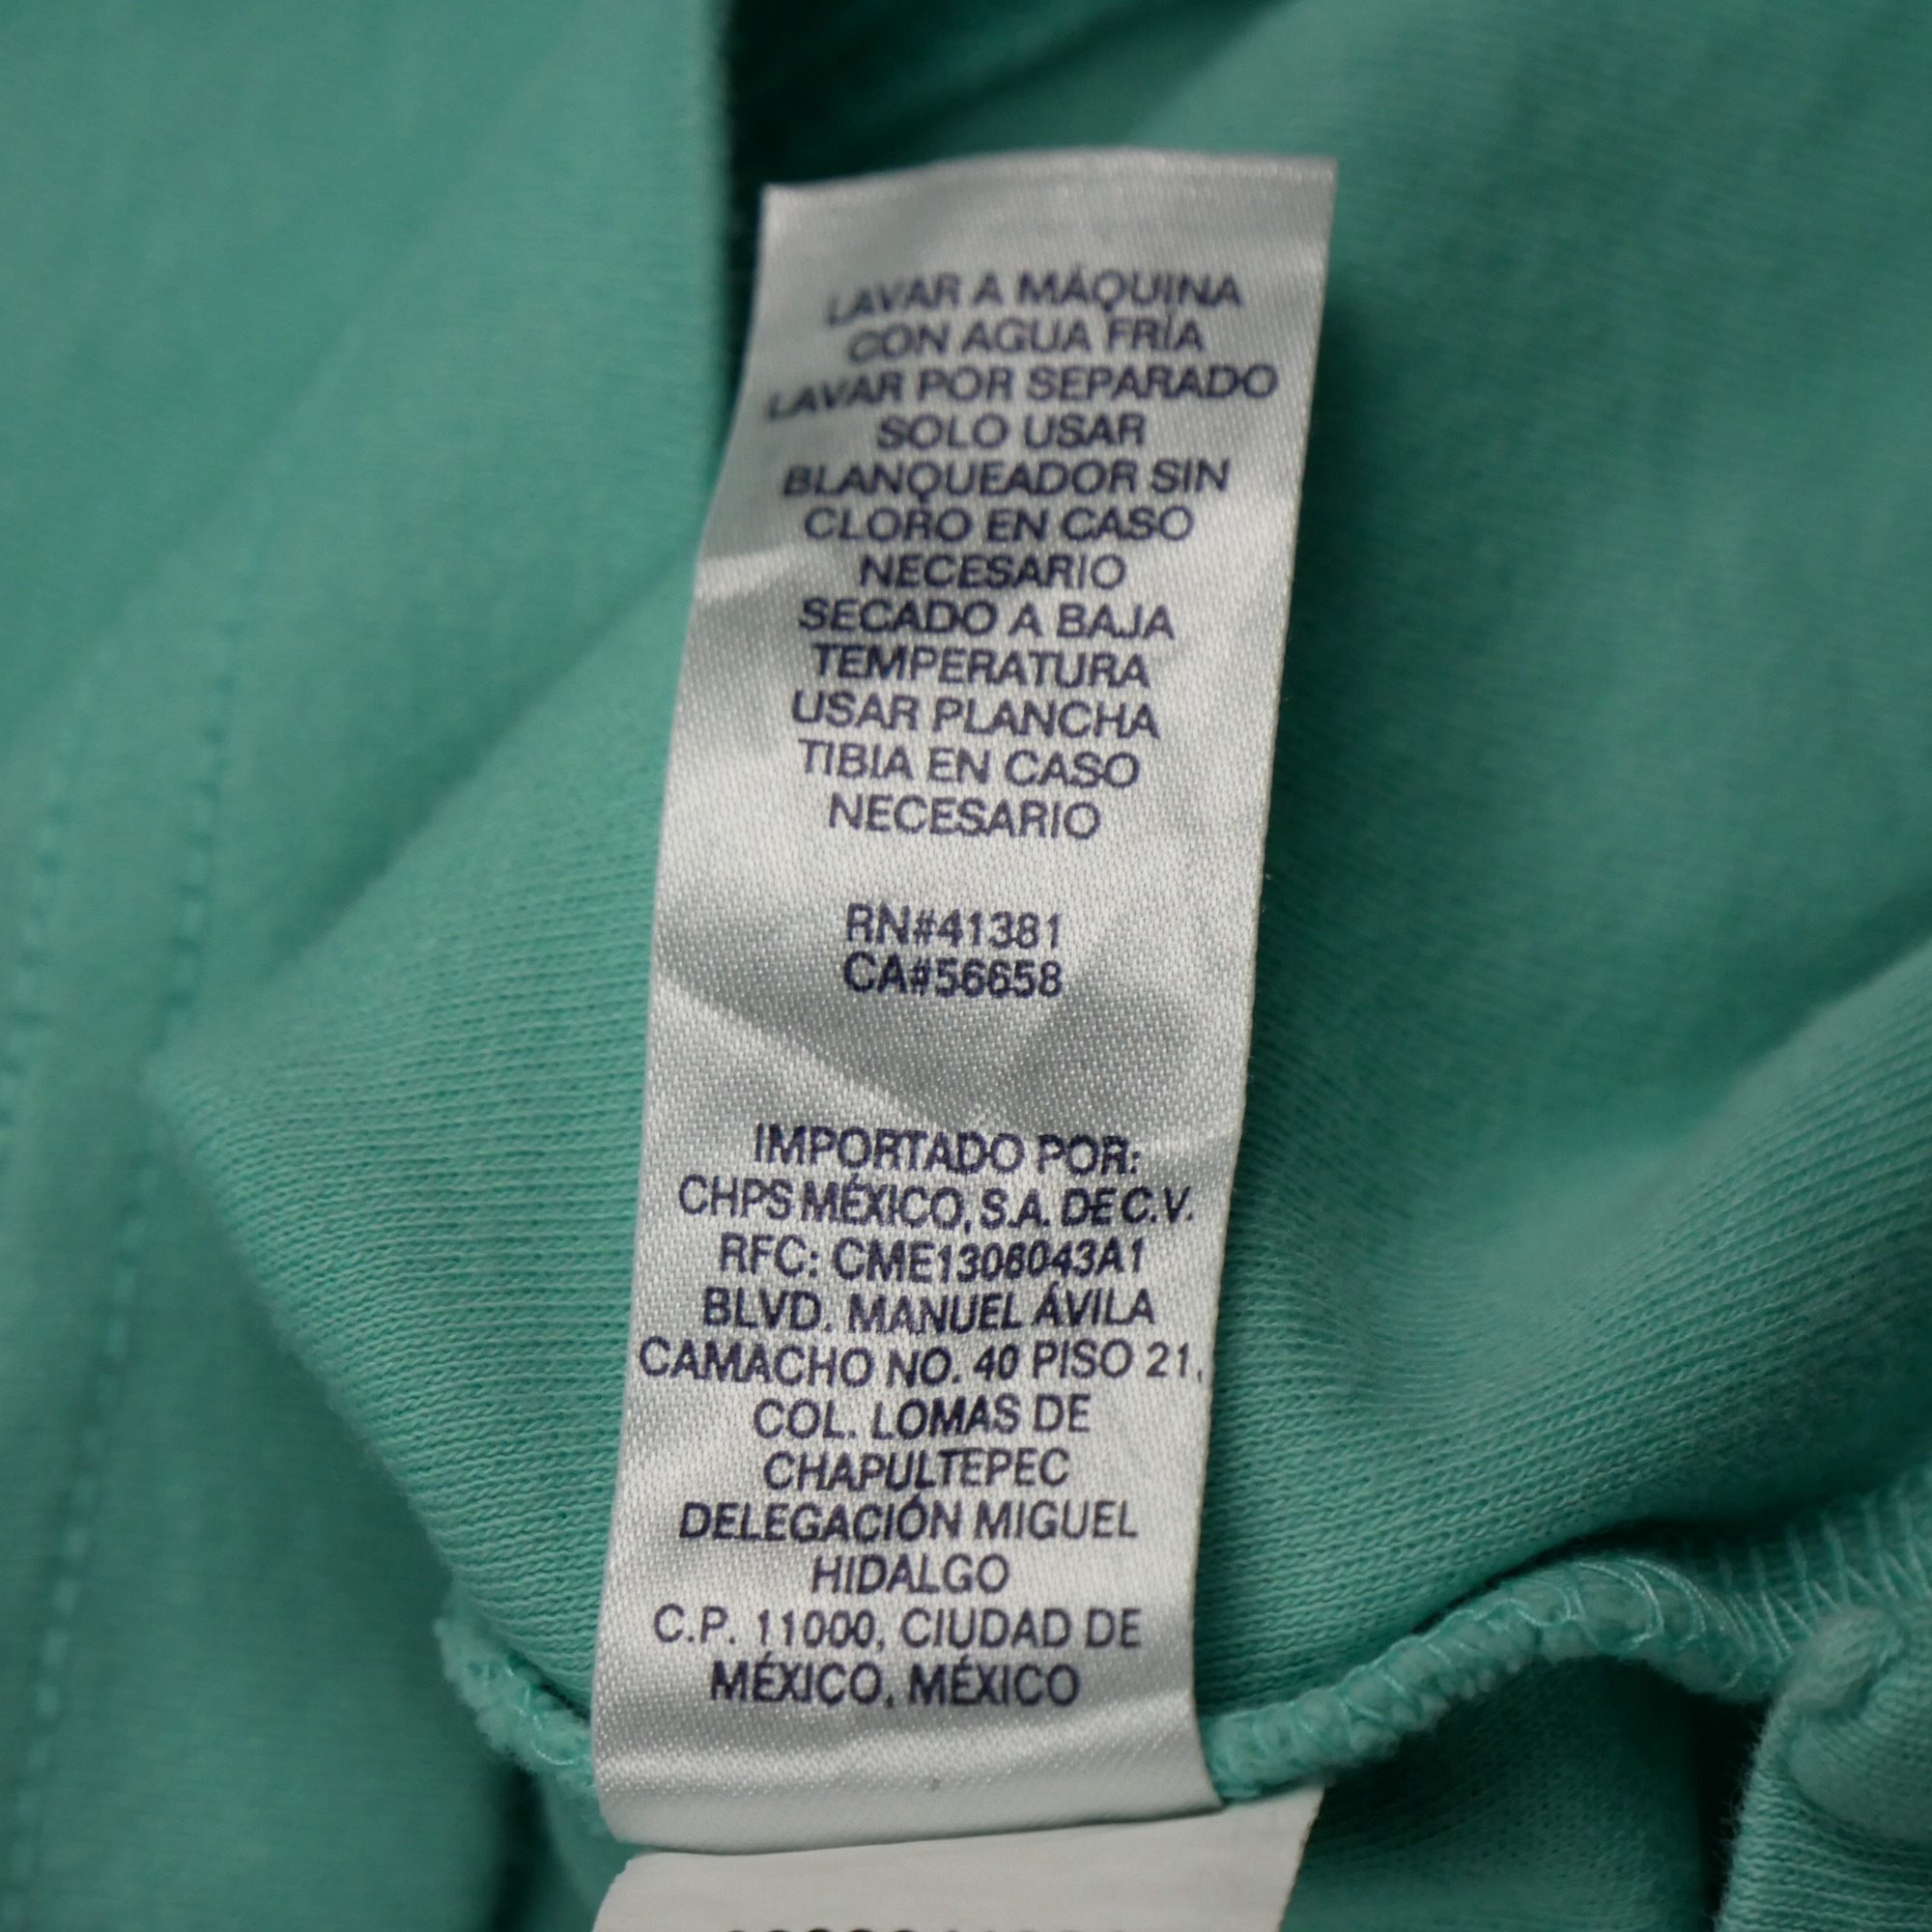 LAVAR A MÁQUINA
CON AGUA FRÍA
LAVAR POR SEPARADO
SOLO USAR
BLANQUEADOR SIN
CLORO EN CASO
NECESARIO
SECADO A BAJA
TEMPERATURA
USAR PLANCHA
TIBIA EN CASO
NECESARIO
RN#41381
CA#56658
IMPORTADO POR:
CHPS MÉXICO, S.A. DE C.V.
RFC: CME1306043A1
BLVD. MANUEL ÁVILA
CAMACHO NO. 40 PISO 21,
COL. LOMAS DE
CHAPULTEPEC
DELEGACIÓN MIGUEL
HIDALGO
C.P. 11000, CIUDAD DE
MÉXICO, MÉXICO